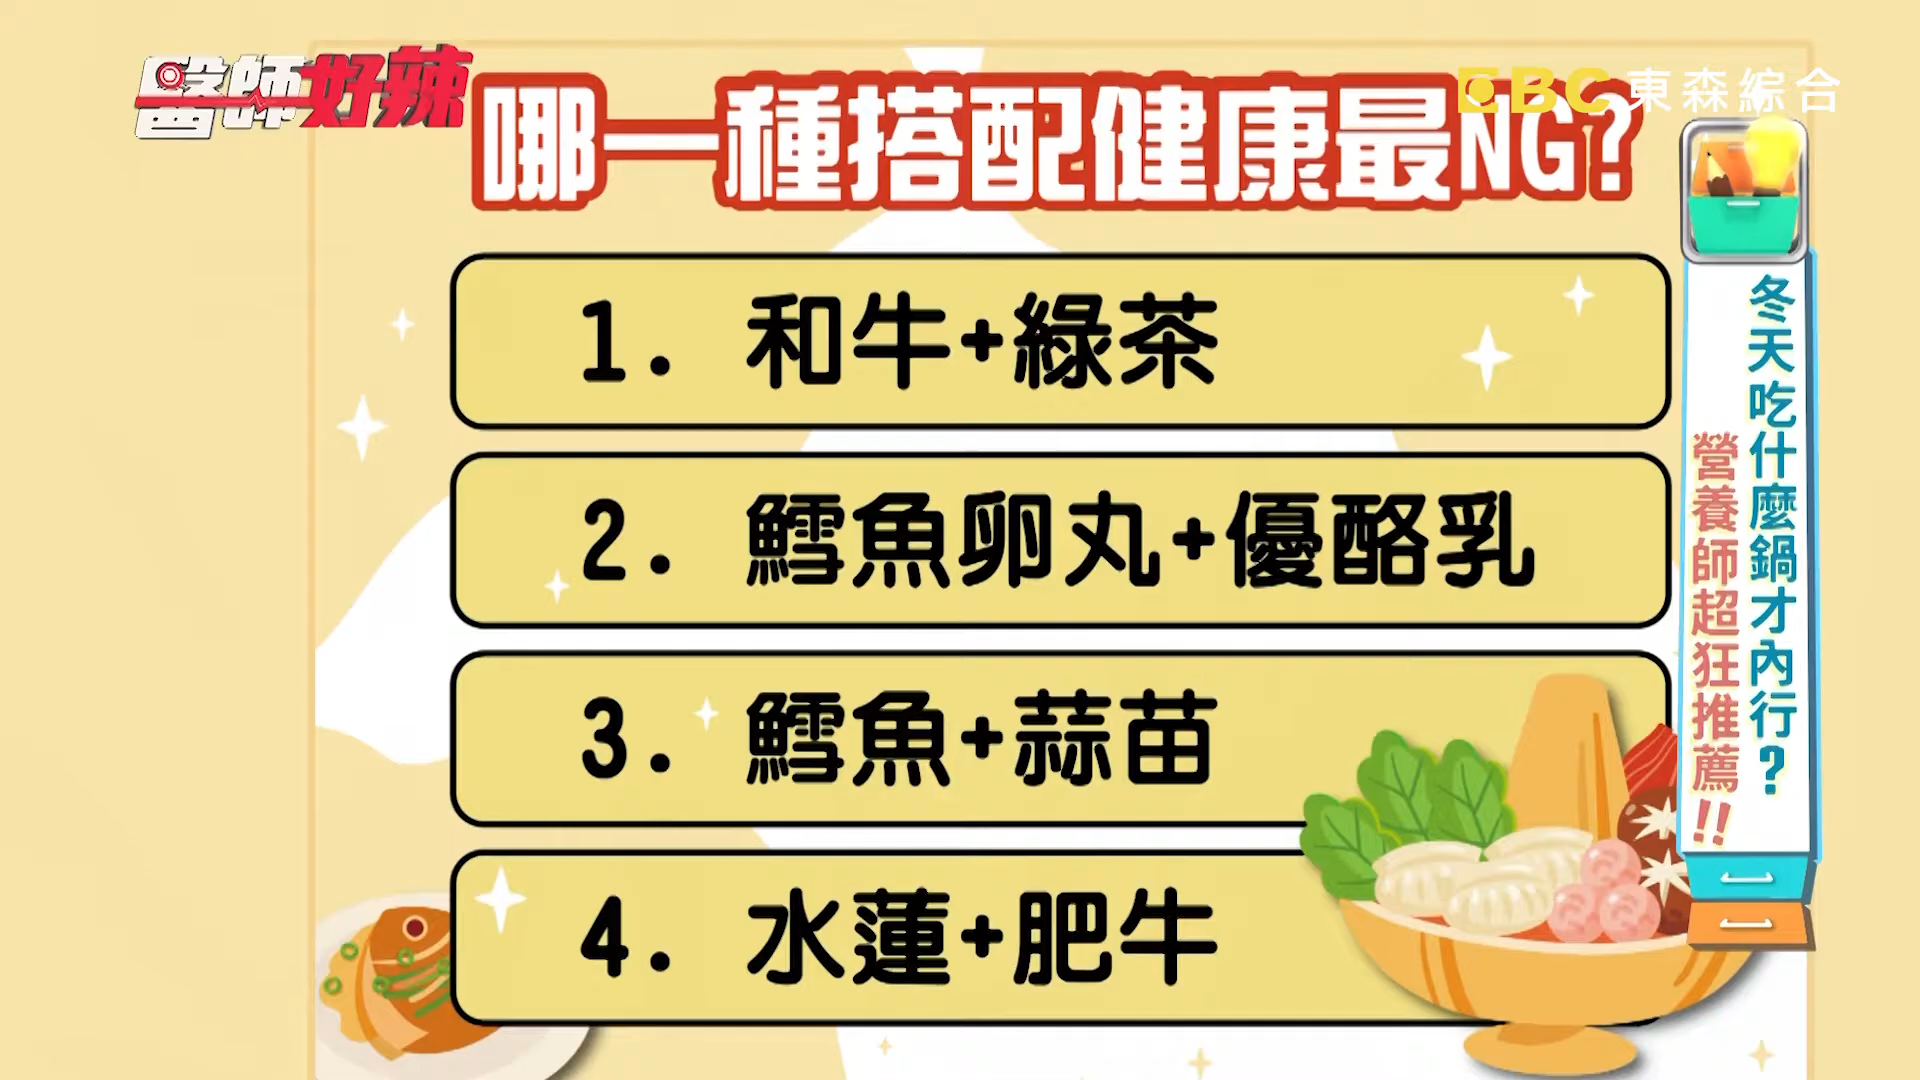 醫師好辣
EBC 東森綜合
哪一種搭配健康最NG?
1. 和牛+綠茶
2. 鱈魚卵丸+優酪乳
3. 鱈魚+蒜苗
4. 水蓮+肥牛
冬天吃什麼鍋才內行?
營養師超狂推薦!!